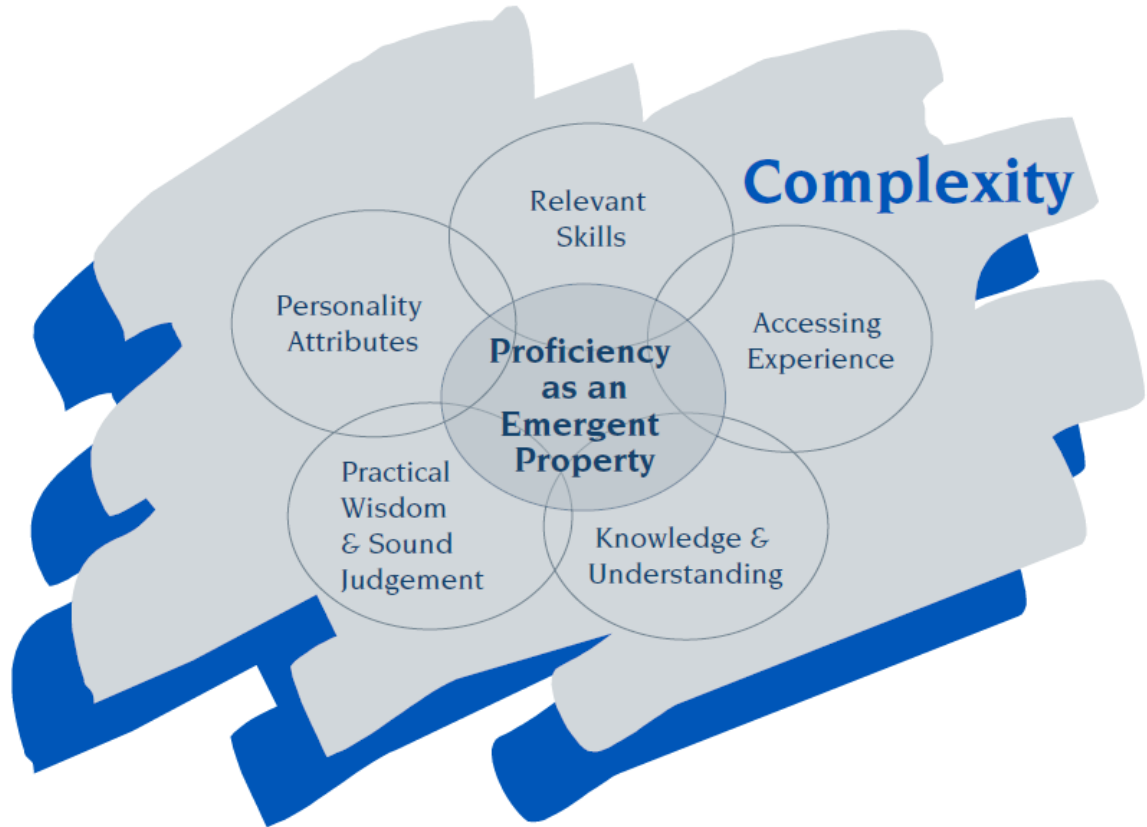 Complexity
Relevant
Skills
Personality
Attributes
Accessing
Experience
Proficiency
as an
Emergent
Property
Practical
Wisdom
& Sound
Judgement
Knowledge &
Understanding